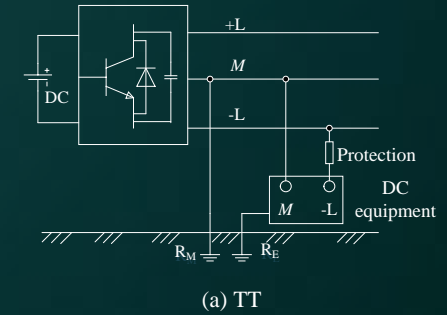 +L
M
DC
-L
Protection
M -L
DC
equipment
R_M R_E
(a) TT